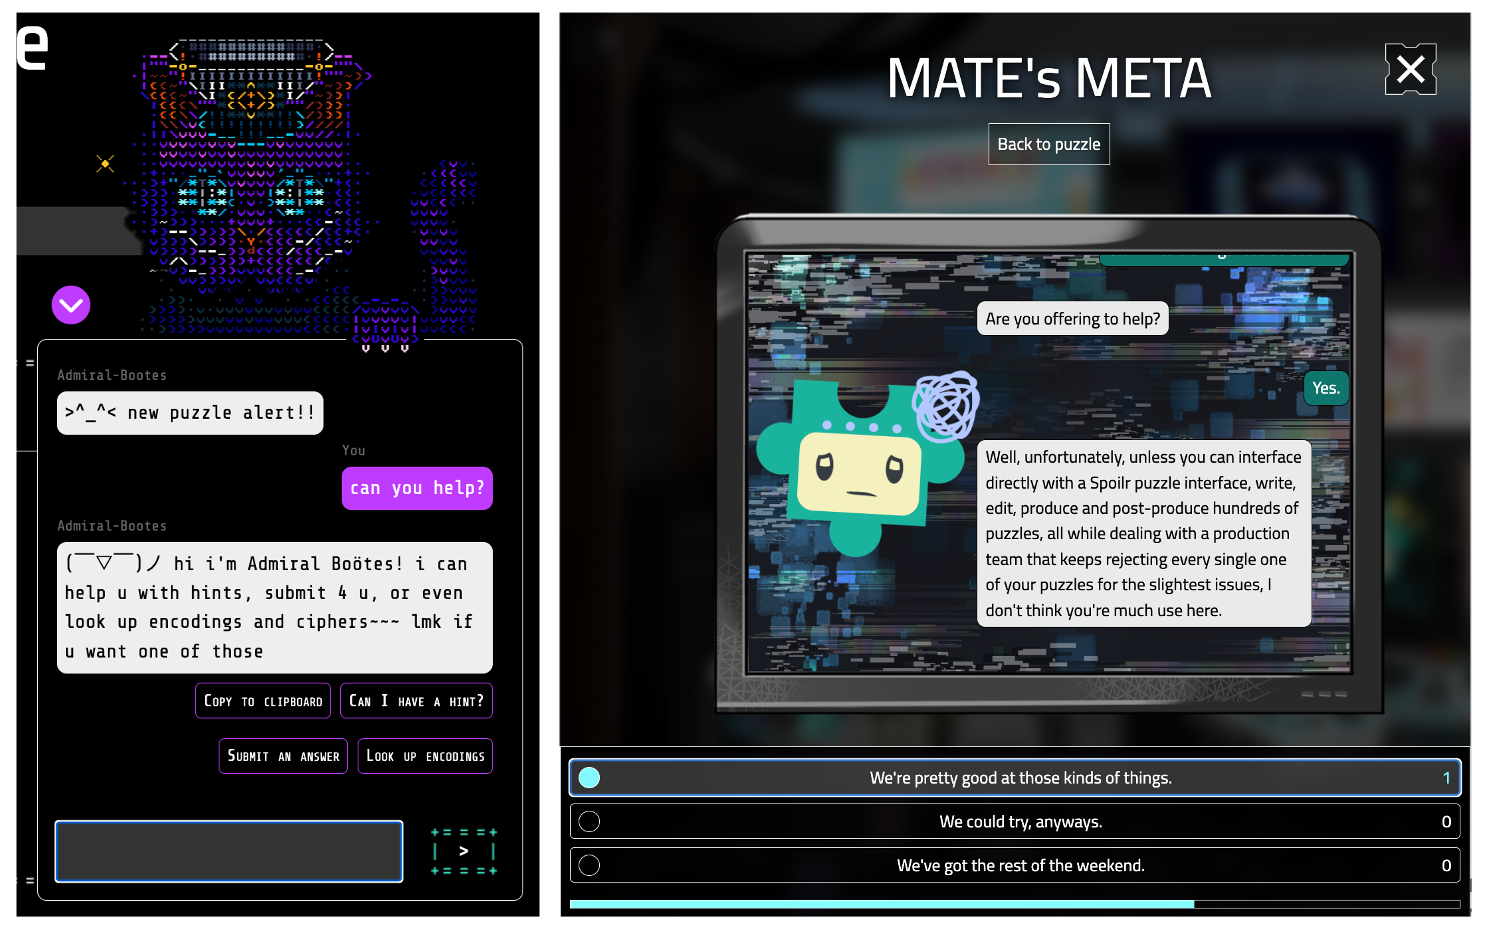 e
Admiral-Bootes
>^_^< new puzzle alert!!
You
can you help?
Admiral-Bootes
(￣▽￣)ノ hi i'm Admiral Boötes! i can
help u with hints, submit 4 u, or even
look up encodings and ciphers~~~ lmk if
u want one of those
Copy to clipboard
Can I have a hint?
Submit an answer
Look up encodings
>
MATE's META
Back to puzzle
Are you offering to help?
Yes.
Well, unfortunately, unless you can interface
directly with a Spoilr puzzle interface, write,
edit, produce and post-produce hundreds of
puzzles, all while dealing with a production
team that keeps rejecting every single one
of your puzzles for the slightest issues, I
don't think you're much use here.
We're pretty good at those kinds of things. 1
We could try, anyways. 0
We've got the rest of the weekend. 0